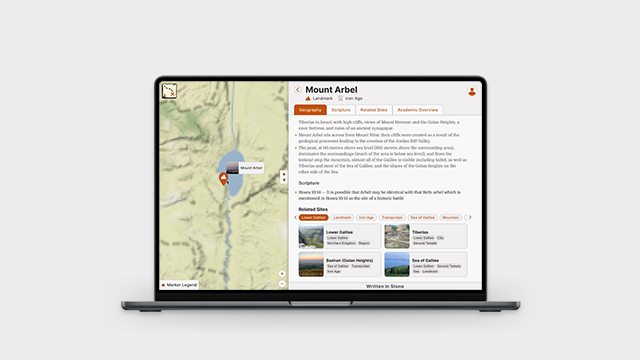 Mount Arbel
Landmark Iron Age
Geography Scripture Related Sites Academic Overview
Tiberias in Israel, with high cliffs, views of Mount Hermon and the Golan Heights, a
cave-fortress, and ruins of an ancient synagogue.
Mount Arbel sits across from Mount Nitai; their cliffs were created as a result of the
geological processes leading to the creation of the Jordan Rift Valley.
The peak, at 181 metres above sea level (380 metres above the surrounding area),
dominates the surroundings (much of the area is below sea level), and from the
lookout atop the mountain, almost all of the Galilee is visible including Safed, as well as
Tiberias and most of the Sea of Galilee, and the slopes of the Golan Heights on the
other side of the Sea.
Mount Arbel
Scripture
Hosea 10:14 — It is possible that Arbel may be identical with that Beth arbel which is
mentioned in Hosea 10:14 as the site of a historic battle
Related Sites
Lower Galilee Landmark Iron Age Transjordan Sea of Galilee Mountain
Lower Galilee
Lower Galilee
Northern Kingdom Region
Tiberias
Lower Galilee City
Second Temple
Bashan (Golan Heights)
Sea of Galilee Transjordan
Iron Age
Sea of Galilee
Lower Galilee Second Temple
Sea Landmark
Marker Legend
Written in Stone